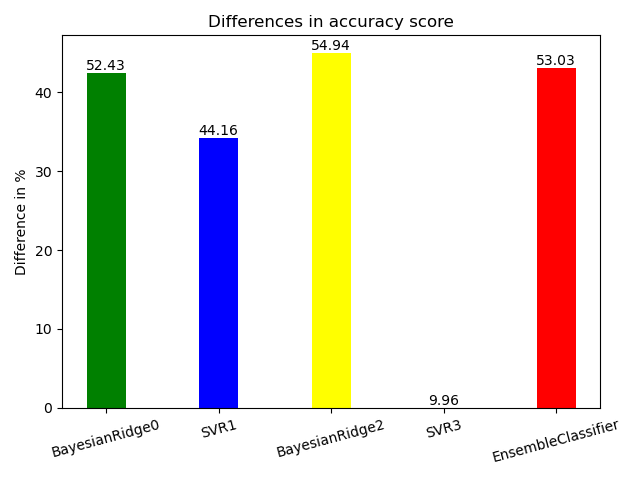 Differences in accuracy score
Difference in %
40
30
20
10
0
52.43
44.16
54.94
9.96
53.03
BayesianRidge0
SVR1
BayesianRidge2
SVR3
EnsembleClassifier